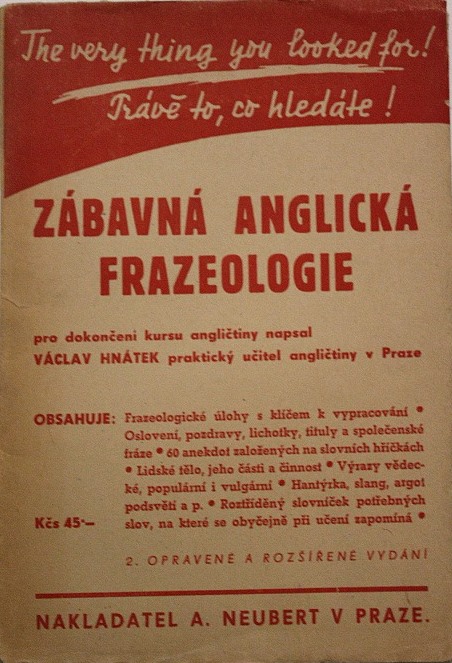 The very thing you looked for!
Právě to, co hledáte!
ZÁBAVNÁ ANGLICKÁ
FRAZEOLOGIE
pro dokončení kursu angličtiny napsal
VÁCLAV HNÁTEK praktický učitel angličtiny v Praze
OBSAHUJE: Frazeologické úlohy s klíčem k vypracování •
Oslovení, pozdravy, lichotky, tituly a společenské
fráze • 60 anekdot založených na slovních hříčkách
• Lidské tělo, jeho části a činnost • Výrazy vědec-
ké, populární i vulgární • Hantýrka, slang, argot
podsvětí a p. • Roztříděný slovníček potřebných
Kčs 45·— slov, na které se obyčejně při učení zapomíná •
2. OPRAVENÉ A ROZŠÍŘENÉ VYDÁNÍ
NAKLADATEL A. NEUBERT V PRAZE.